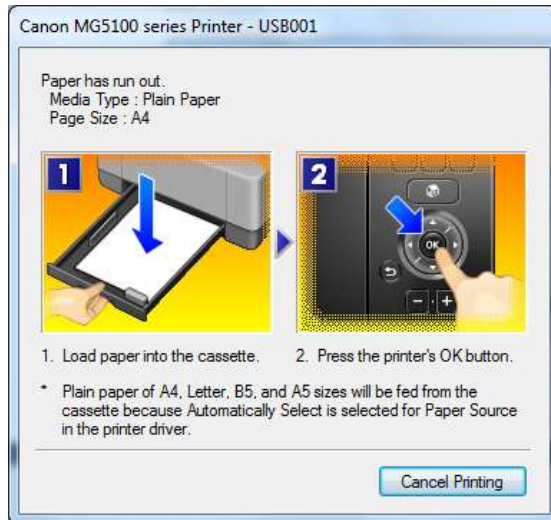 Canon MG5100 series Printer - USB001
Paper has run out.
Media Type : Plain Paper
Page Size : A4
1
2
OK
1. Load paper into the cassette.
2. Press the printer's OK button.
* Plain paper of A4, Letter, B5, and A5 sizes will be fed from the
cassette because Automatically Select is selected for Paper Source
in the printer driver.
Cancel Printing